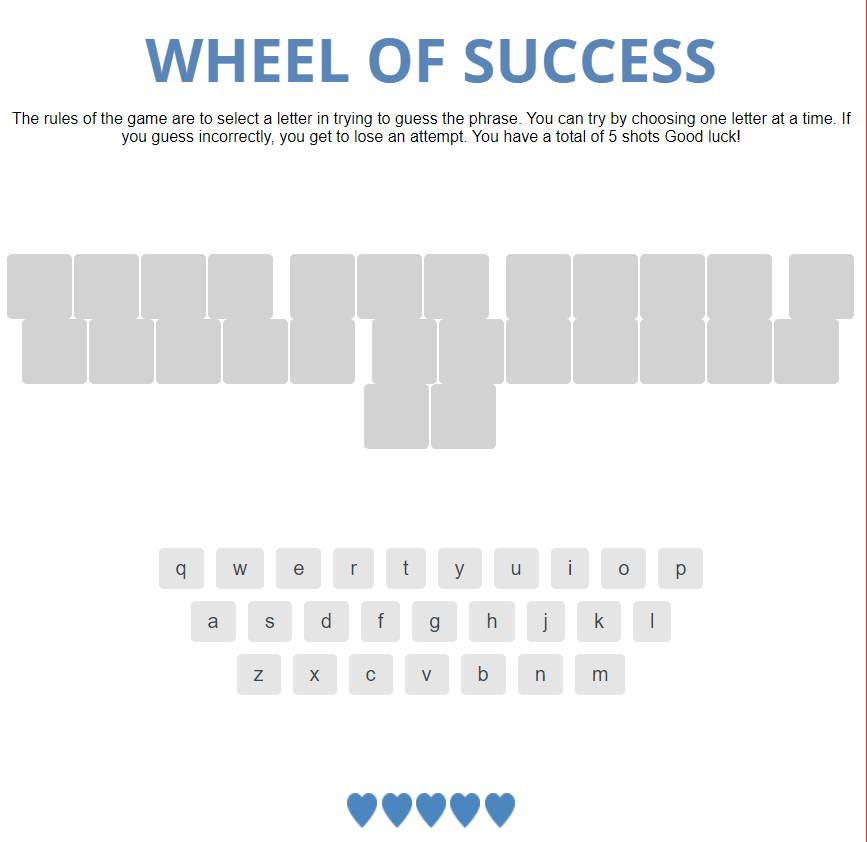 WHEEL OF SUCCESS
The rules of the game are to select a letter in trying to guess the phrase. You can try by choosing one letter at a time. If
you guess incorrectly, you get to lose an attempt. You have a total of 5 shots Good luck!
q w e r t y u i o p
a s d f g h j k l
z x c v b n m